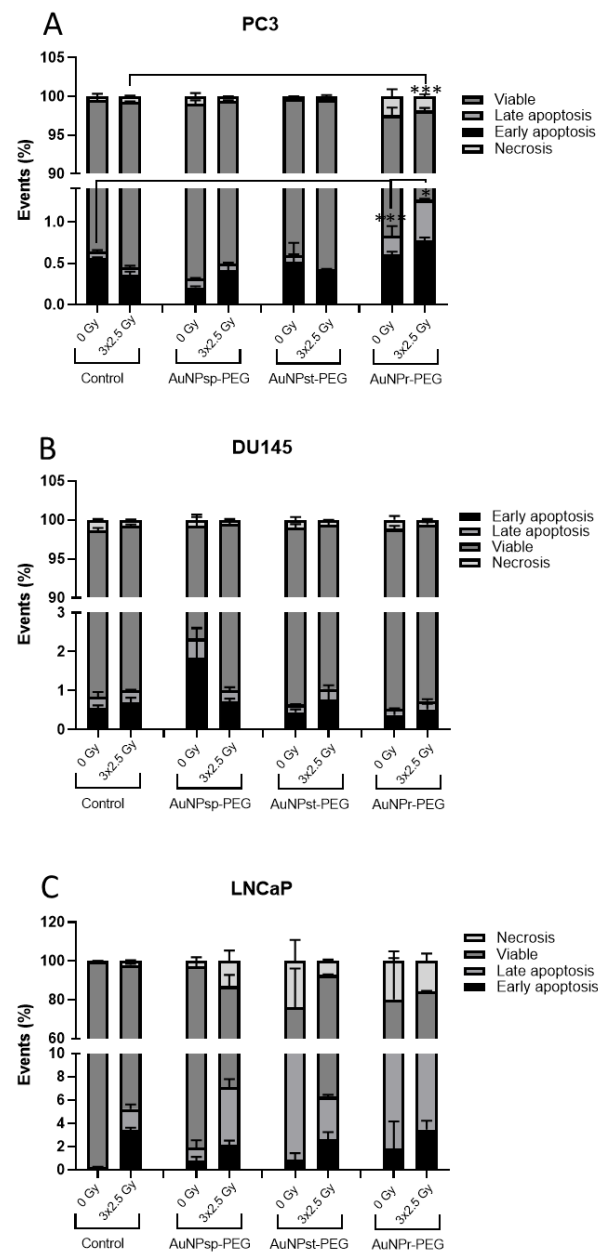 A
PC3
105
100
95
90
1.0
0.5
0.0
Events (%)
***
*
***
Viable
Late apoptosis
Early apoptosis
Necrosis
0 Gy
3x2.5 Gy
0 Gy
3x2.5 Gy
0 Gy
3x2.5 Gy
0 Gy
3x2.5 Gy
Control
AuNPsp-PEG
AuNPst-PEG
AuNPr-PEG
B
DU145
105
100
95
90
3
2
1
0
Events (%)
Early apoptosis
Late apoptosis
Viable
Necrosis
0 Gy
3x2.5 Gy
0 Gy
3x2.5 Gy
0 Gy
3x2.5 Gy
0 Gy
3x2.5 Gy
Control
AuNPsp-PEG
AuNPst-PEG
AuNPr-PEG
C
LNCaP
120
100
80
60
10
8
6
4
2
0
Events (%)
Necrosis
Viable
Late apoptosis
Early apoptosis
0 Gy
3x2.5 Gy
0 Gy
3x2.5 Gy
0 Gy
3x2.5 Gy
0 Gy
3x2.5 Gy
Control
AuNPsp-PEG
AuNPst-PEG
AuNPr-PEG